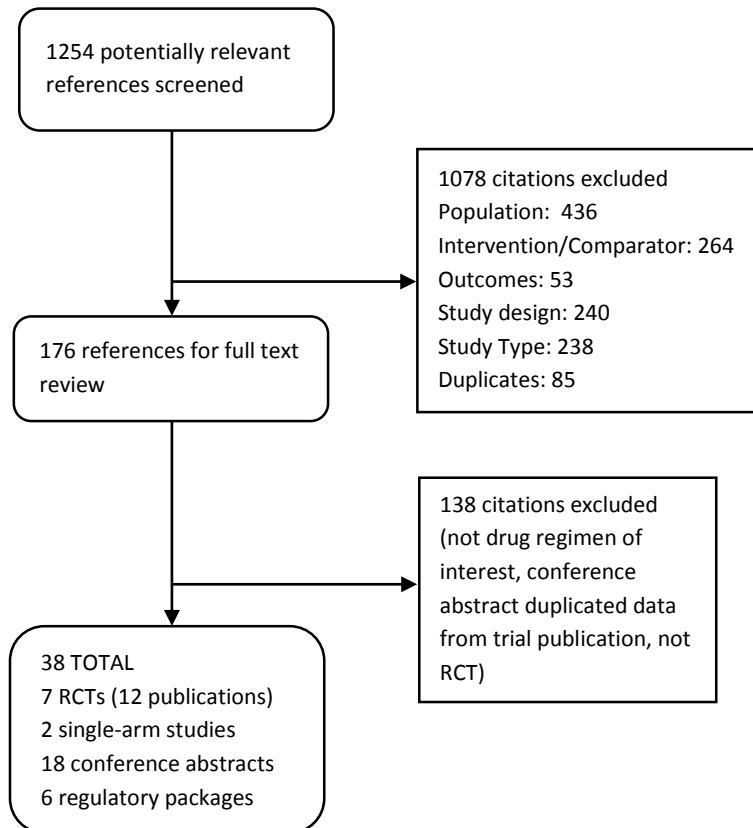 1254 potentially relevant
references screened
1078 citations excluded
Population:  436
Intervention/Comparator: 264
Outcomes: 53
Study design: 240
Study Type: 238
Duplicates: 85
176 references for full text
review
138 citations excluded
(not drug regimen of
interest, conference
abstract duplicated data
from trial publication, not
RCT)
38 TOTAL
7 RCTs (12 publications)
2 single-arm studies
18 conference abstracts
6 regulatory packages